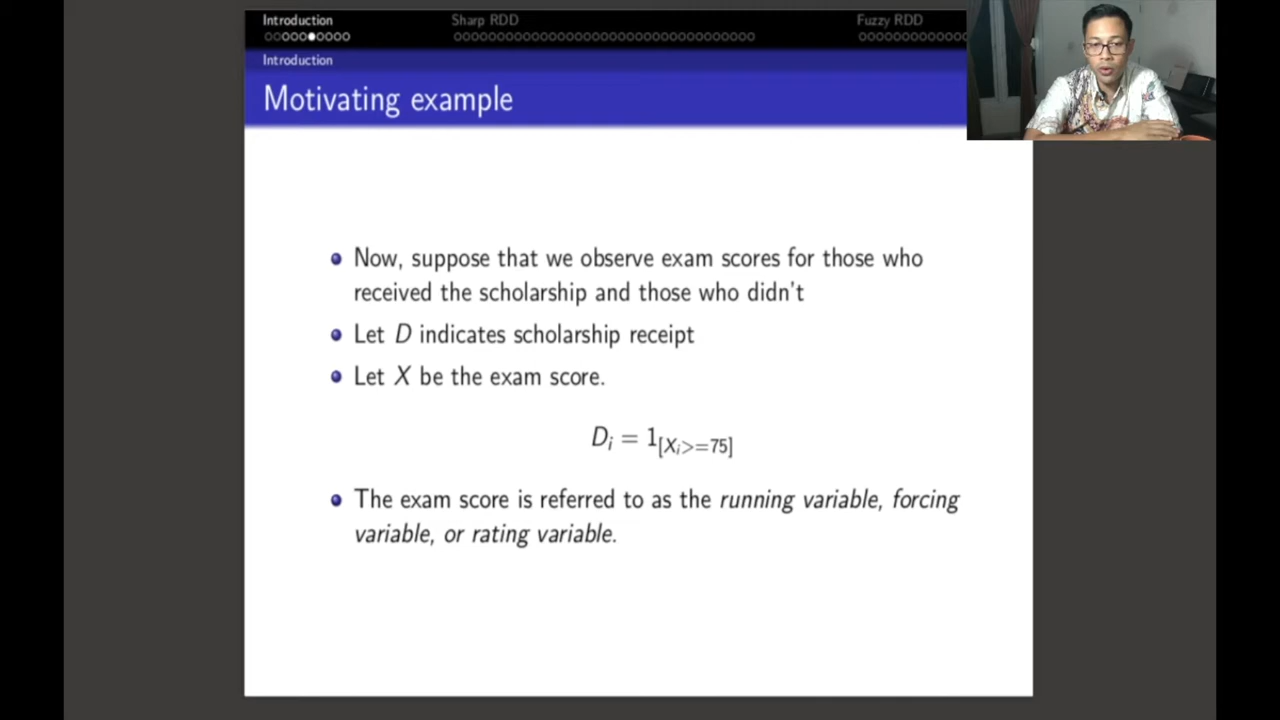 Introduction
Sharp RDD
Fuzzy RDD
Introduction
Motivating example
Now, suppose that we observe exam scores for those who
received the scholarship and those who didn't
Let D indicates scholarship receipt
Let X be the exam score.
D_i = 1_[X_i>=75]
The exam score is referred to as the running variable, forcing
variable, or rating variable.